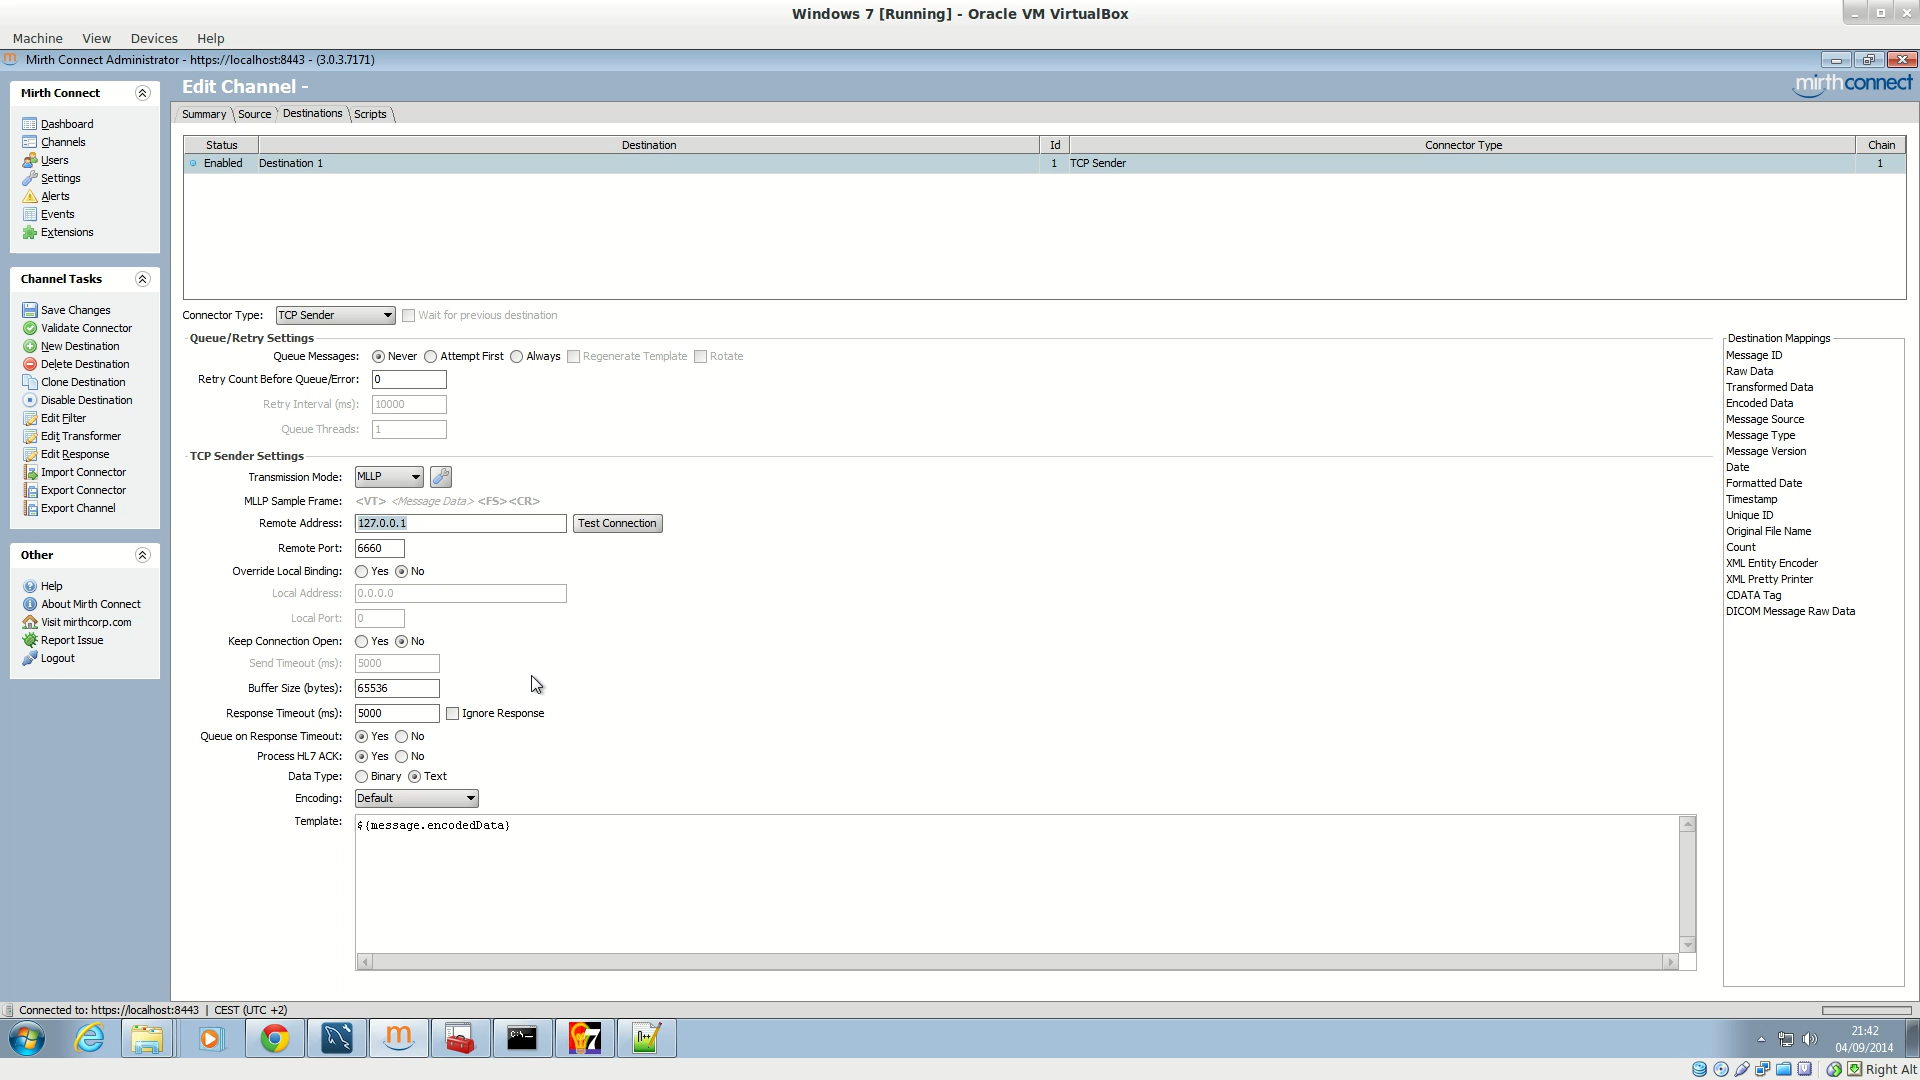 Windows 7 [Running] - Oracle VM VirtualBox
Machine View Devices Help
Mirth Connect Administrator - https://localhost:8443 - (3.0.3.7171)
Mirth Connect
Dashboard
Channels
Users
Settings
Alerts
Events
Extensions
Channel Tasks
Save Changes
Validate Connector
New Destination
Delete Destination
Clone Destination
Disable Destination
Edit Filter
Edit Transformer
Edit Response
Import Connector
Export Connector
Export Channel
Other
Help
About Mirth Connect
Visit mirthcorp.com
Report Issue
Logout
Edit Channel -
mirthconnect
Summary Source Destinations Scripts
Status Destination Id Connector Type Chain
Enabled Destination 1 1 TCP Sender 1
Connector Type: TCP Sender Wait for previous destination
Queue/Retry Settings
Queue Messages: Never Attempt First Always Regenerate Template Rotate
Retry Count Before Queue/Error: 0
Retry Interval (ms): 10000
Queue Threads: 1
TCP Sender Settings
Transmission Mode: MLLP
MLLP Sample Frame: <VT> <Message Data> <FS><CR>
Remote Address: 127.0.0.1 Test Connection
Remote Port: 6660
Override Local Binding: Yes No
Local Address: 0.0.0.0
Local Port: 0
Keep Connection Open: Yes No
Send Timeout (ms): 5000
Buffer Size (bytes): 65536
Response Timeout (ms): 5000 Ignore Response
Queue on Response Timeout: Yes No
Process HL7 ACK: Yes No
Data Type: Binary Text
Encoding: Default
Template: ${message.encodedData}
Destination Mappings
Message ID
Raw Data
Transformed Data
Encoded Data
Message Source
Message Type
Message Version
Date
Formatted Date
Timestamp
Unique ID
Original File Name
Count
XML Entity Encoder
XML Pretty Printer
CDATA Tag
DICOM Message Raw Data
Connected to: https://localhost:8443 | CEST (UTC +2)
21:42
04/09/2014
Right Alt